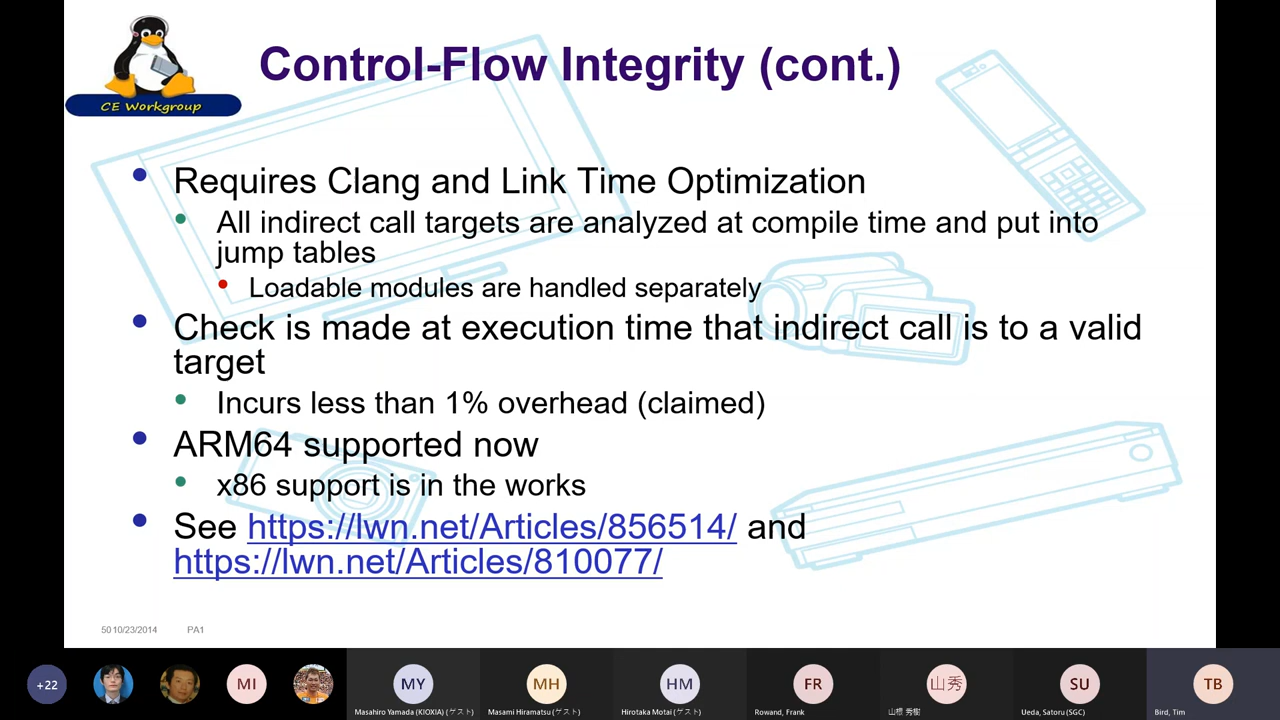 CE Workgroup
Control-Flow Integrity (cont.)
• Requires Clang and Link Time Optimization
• All indirect call targets are analyzed at compile time and put into
jump tables
• Loadable modules are handled separately
• Check is made at execution time that indirect call is to a valid
target
• Incurs less than 1% overhead (claimed)
• ARM64 supported now
• x86 support is in the works
• See https://lwn.net/Articles/856514/ and
https://lwn.net/Articles/810077/
50 10/23/2014 PA1
+22
MI
MY
Masahiro Yamada (KIOXIA) (ゲスト)
MH
Masami Hiramatsu (ゲスト)
HM
Hirotaka Motai (ゲスト)
FR
Rowand, Frank
山秀
山根 秀樹
SU
Ueda, Satoru (SGC)
TB
Bird, Tim